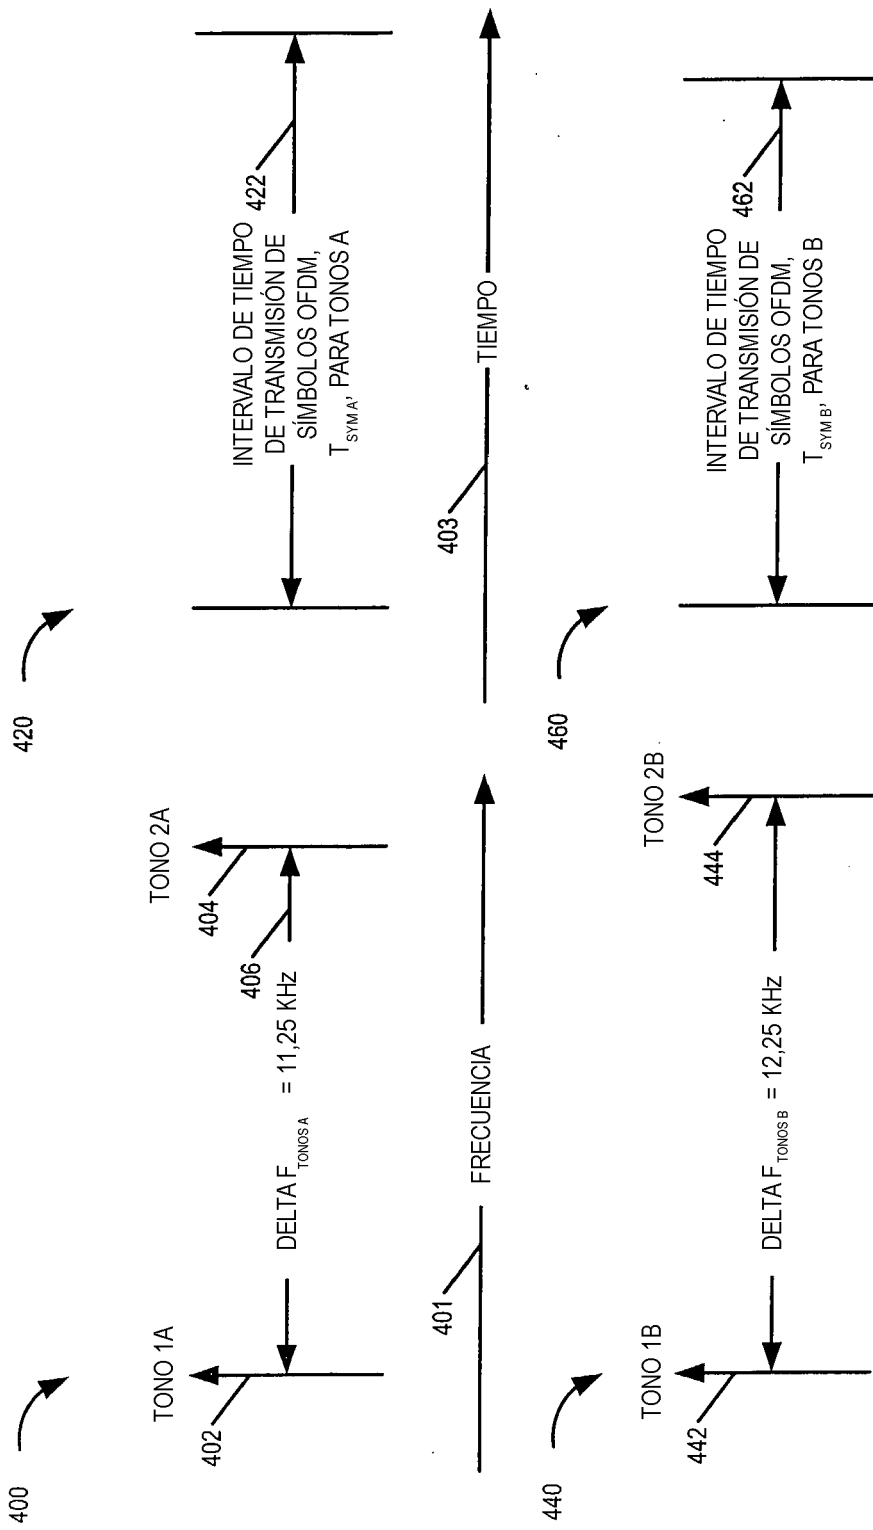 400
TONO 1A
402
DELTA F TONOS A = 11,25 KHz
406
404
TONO 2A
420
INTERVALO DE TIEMPO
DE TRANSMISIÓN DE
SÍMBOLOS OFDM,
T SYM A, PARA TONOS A
422
401
FRECUENCIA
403
TIEMPO
440
TONO 1B
442
DELTA F TONOS B = 12,25 KHz
444
TONO 2B
460
INTERVALO DE TIEMPO
DE TRANSMISIÓN DE
SÍMBOLOS OFDM,
T SYM B, PARA TONOS B
462